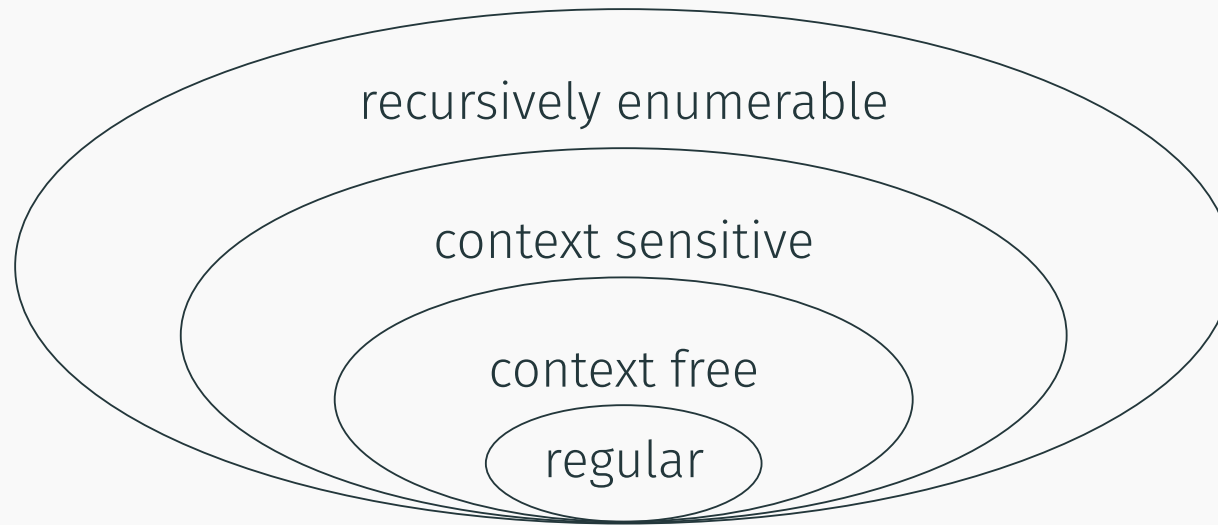 recursively enumerable
context sensitive
context free
regular